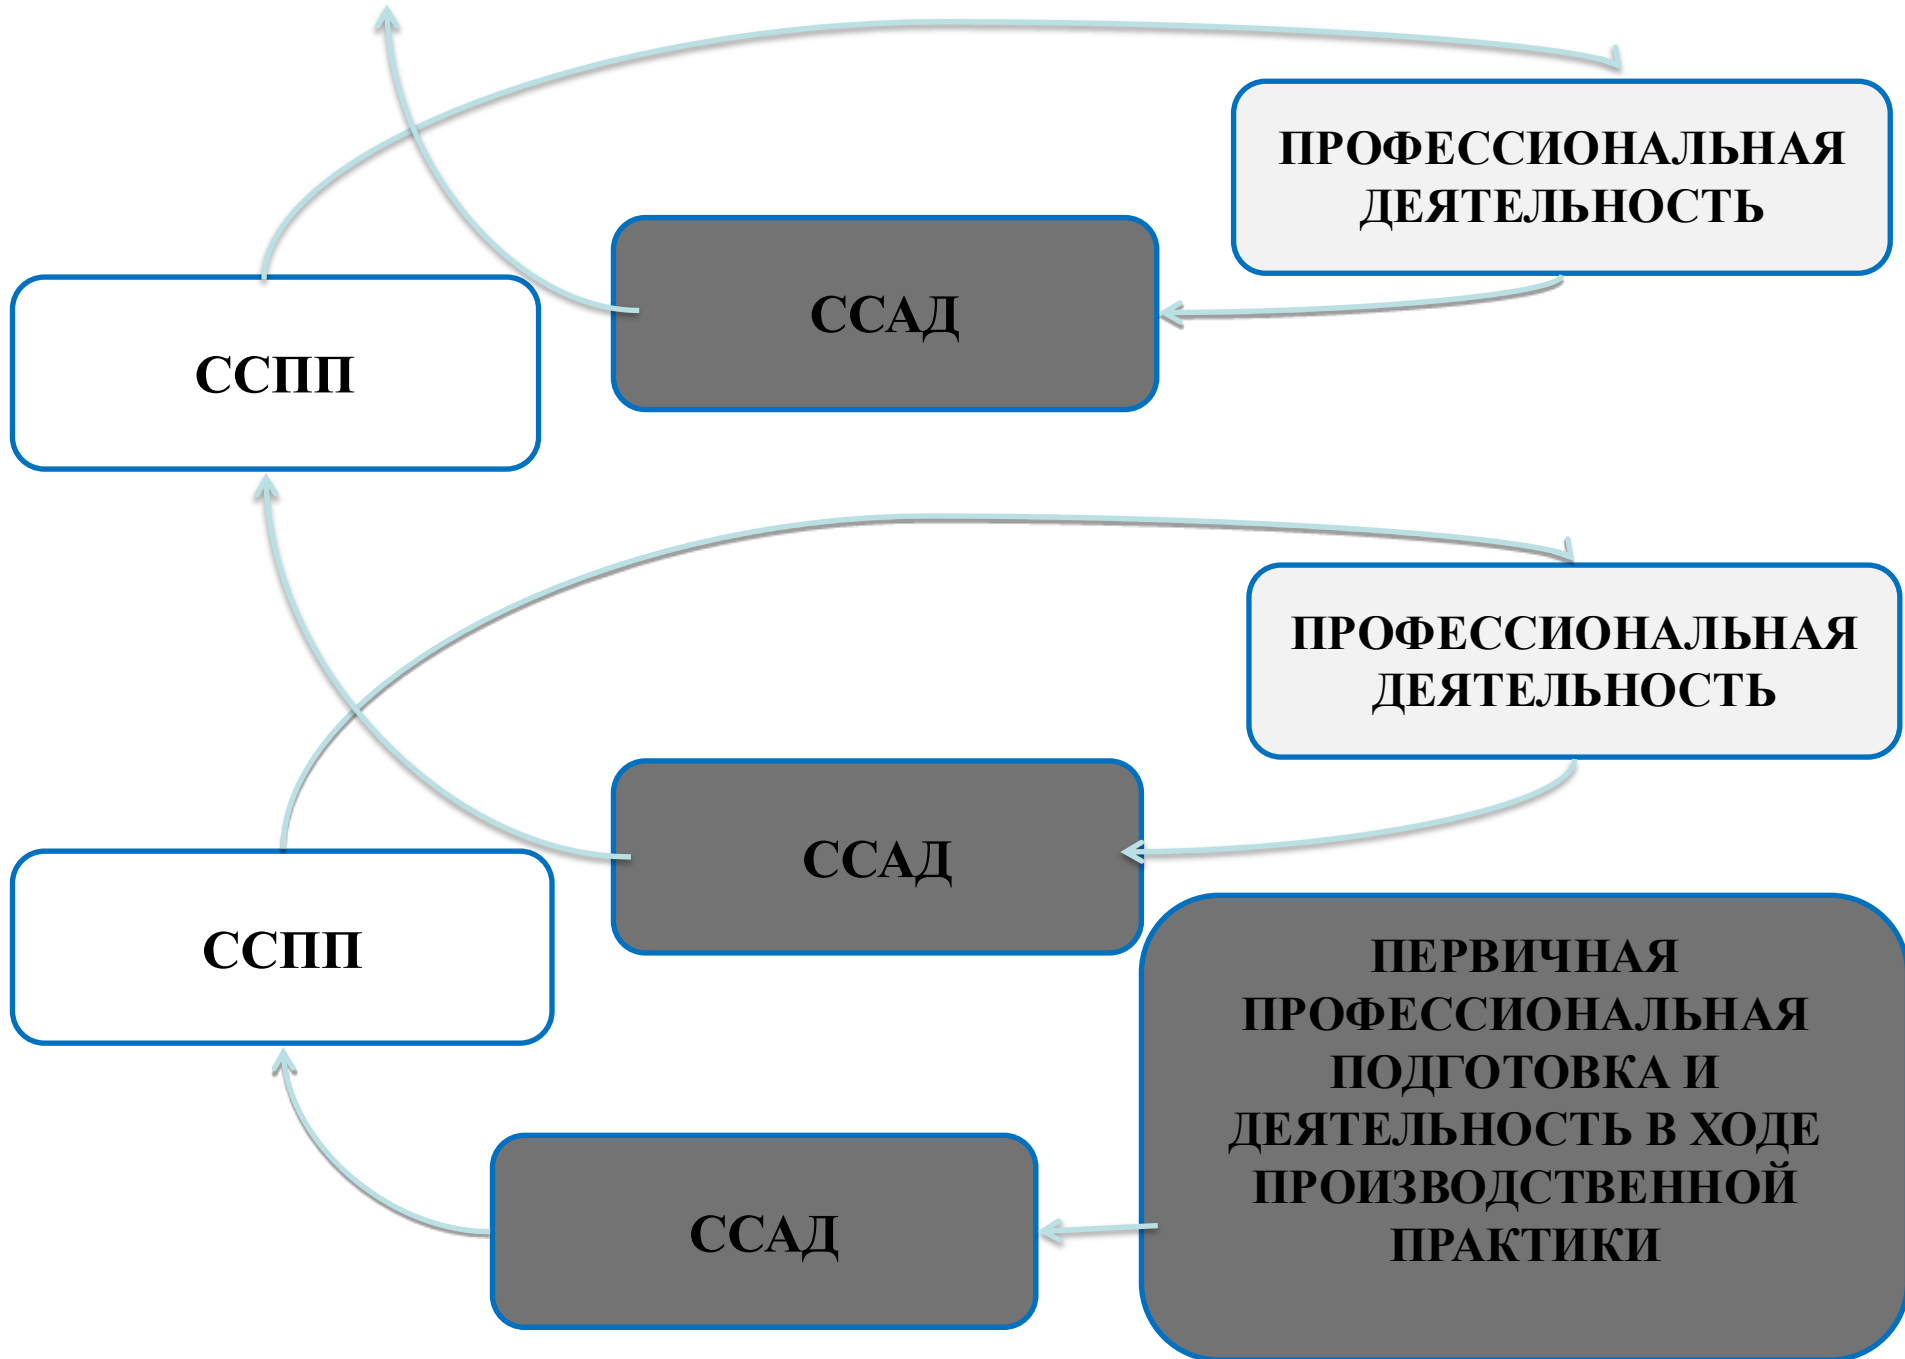 ПРОФЕССИОНАЛЬНАЯ
ДЕЯТЕЛЬНОСТЬ
ССАД
ССПП
ПРОФЕССИОНАЛЬНАЯ
ДЕЯТЕЛЬНОСТЬ
ССАД
ССПП
ПЕРВИЧНАЯ
ПРОФЕССИОНАЛЬНАЯ
ПОДГОТОВКА И
ДЕЯТЕЛЬНОСТЬ В ХОДЕ
ПРОИЗВОДСТВЕННОЙ
ПРАКТИКИ
ССАД